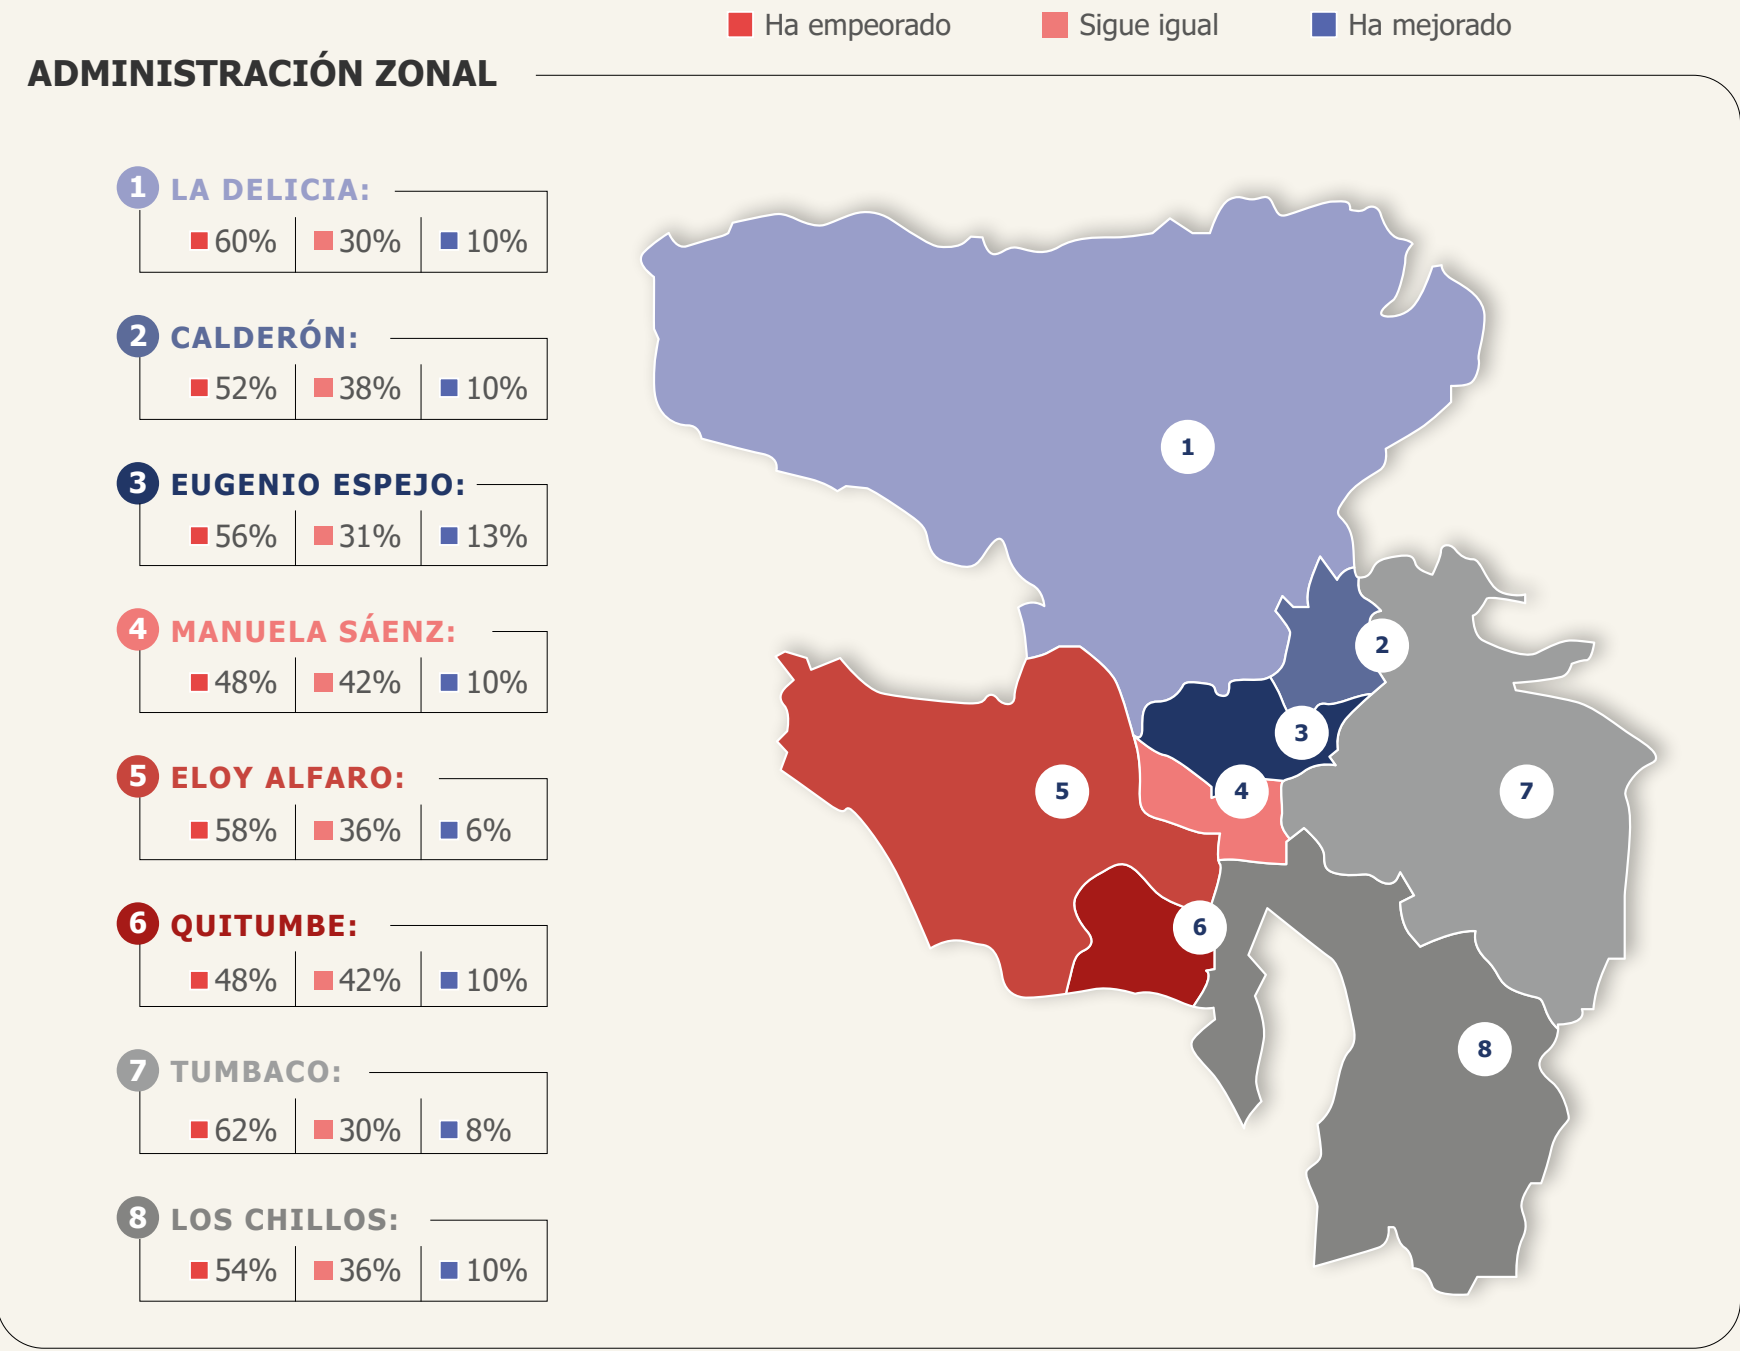 Ha empeorado Sigue igual Ha mejorado
ADMINISTRACIÓN ZONAL
1 LA DELICIA:
60% 30% 10%
2 CALDERÓN:
52% 38% 10%
3 EUGENIO ESPEJO:
56% 31% 13%
4 MANUELA SÁENZ:
48% 42% 10%
5 ELOY ALFARO:
58% 36% 6%
6 QUITUMBE:
48% 42% 10%
7 TUMBACO:
62% 30% 8%
8 LOS CHILLOS:
54% 36% 10%
1
2
3
5
4
7
6
8